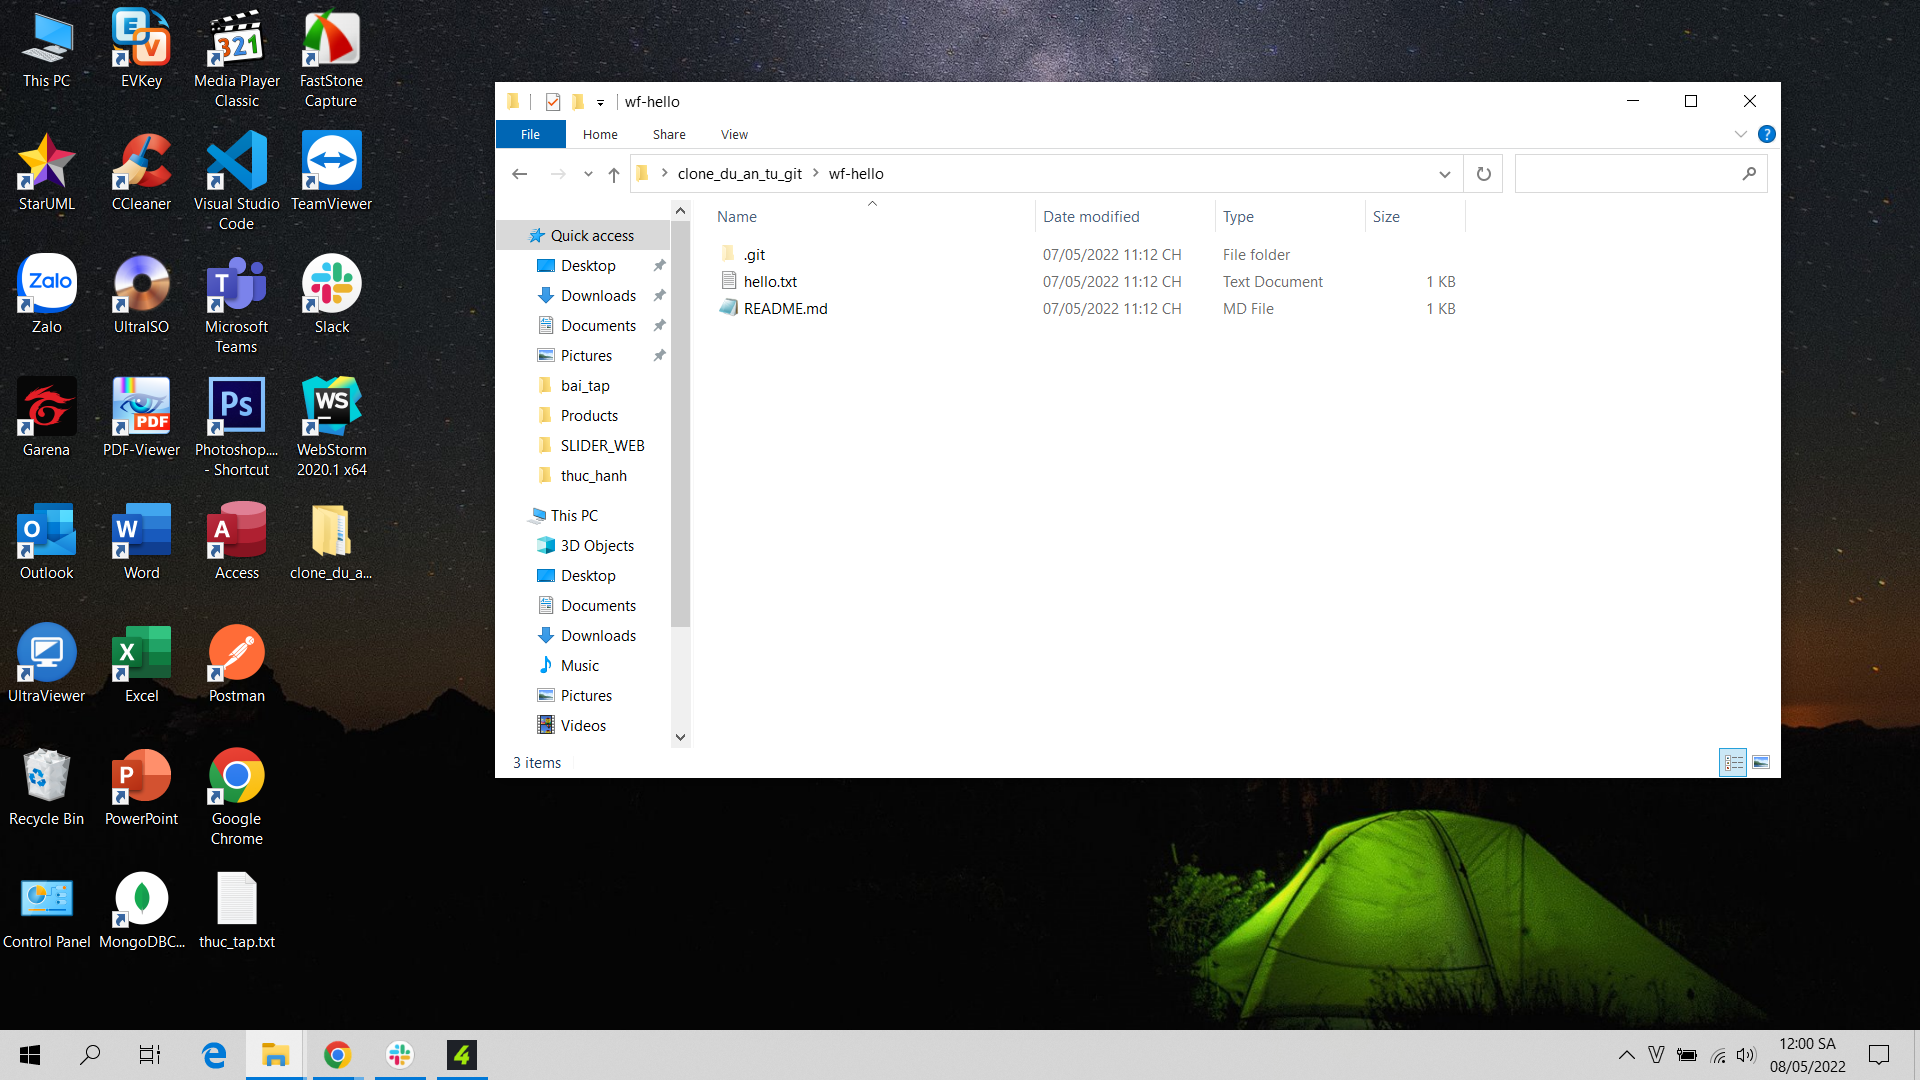 This PC
EVKey
Media Player
Classic
FastStone
Capture
StarUML
CCleaner
Visual Studio
Code
TeamViewer
Zalo
Zalo
UltraISO
Microsoft
Teams
Slack
Garena
PDF
PDF-Viewer
Ps
Photoshop....
- Shortcut
WS
WebStorm
2020.1 x64
Outlook
Word
Access
clone_du_a...
UltraViewer
Excel
Postman
Recycle Bin
PowerPoint
Google
Chrome
Control Panel
MongoDBC...
thuc_tap.txt
wf-hello
File
Home
Share
View
clone_du_an_tu_git
wf-hello
Name
Date modified
Type
Size
.git
07/05/2022 11:12 CH
File folder
hello.txt
07/05/2022 11:12 CH
Text Document
1 KB
README.md
07/05/2022 11:12 CH
MD File
1 KB
Quick access
Desktop
Downloads
Documents
Pictures
bai_tap
Products
SLIDER_WEB
thuc_hanh
This PC
3D Objects
Desktop
Documents
Downloads
Music
Pictures
Videos
3 items
12:00 SA
08/05/2022